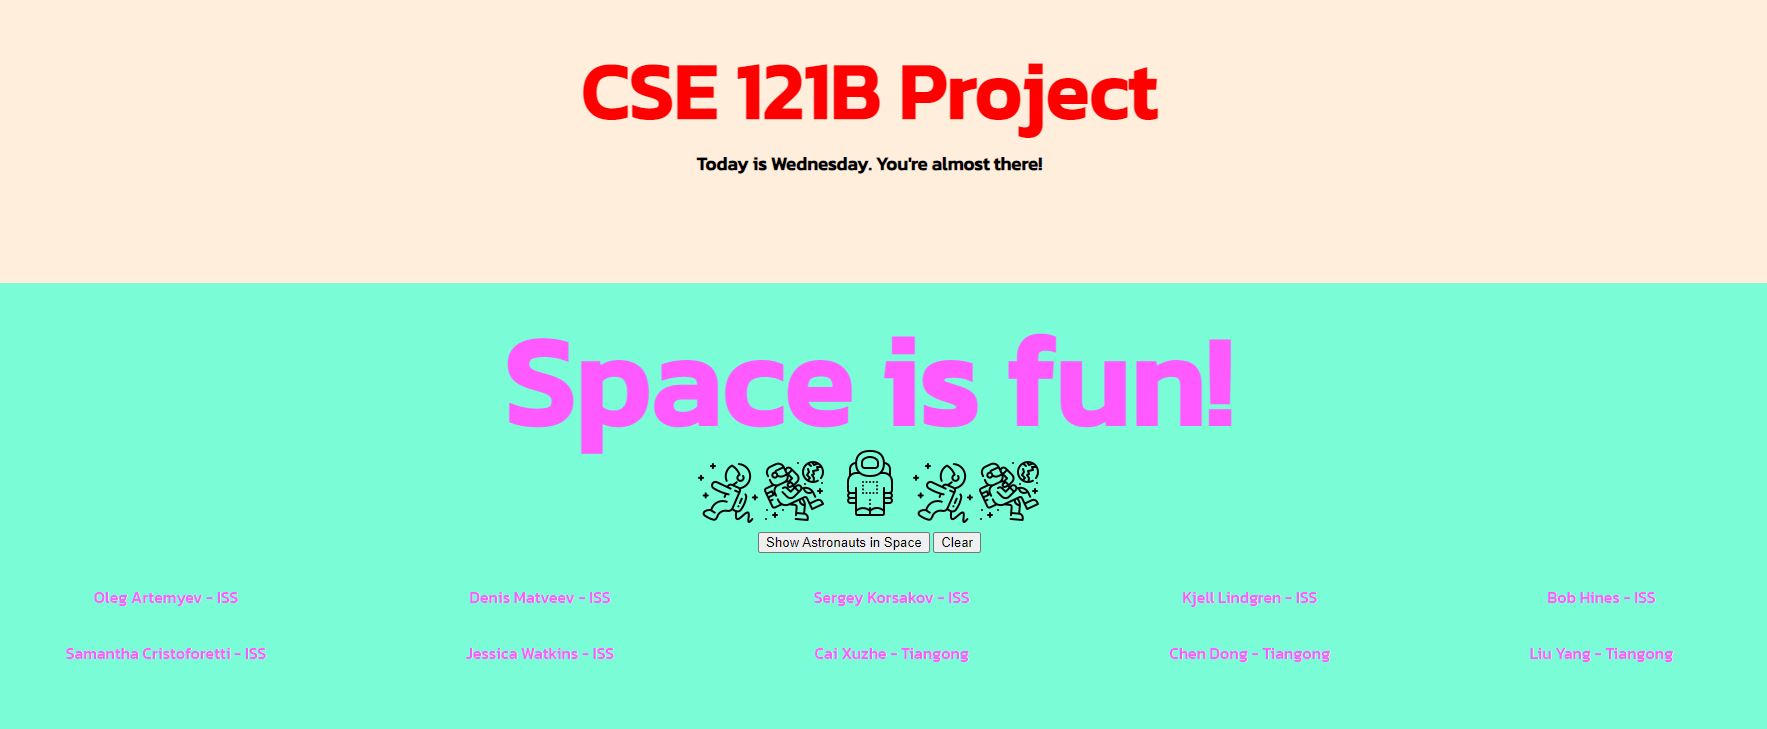 CSE 121B Project
Today is Wednesday. You're almost there!
Space is fun!
Show Astronauts in Space Clear
Oleg Artemyev - ISS Denis Matveev - ISS Sergey Korsakov - ISS Kjell Lindgren - ISS Bob Hines - ISS
Samantha Cristoforetti - ISS Jessica Watkins - ISS Cai Xuzhe - Tiangong Chen Dong - Tiangong Liu Yang - Tiangong